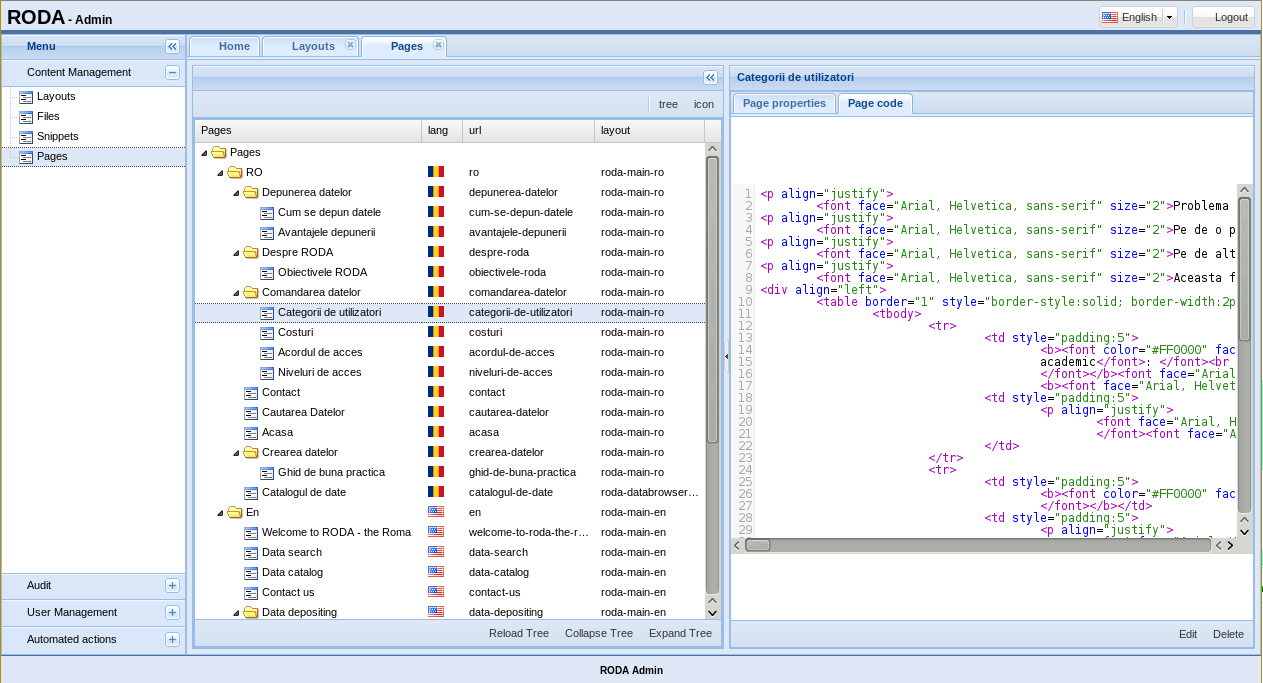 RODA - Admin
English
Logout
Menu
Home
Layouts
Pages
Content Management
Layouts
Files
Snippets
Pages
Audit
User Management
Automated actions
tree icon
Pages lang url layout
Pages
RO ro roda-main-ro
Depunerea datelor depunerea-datelor roda-main-ro
Cum se depun datele cum-se-depun-datele roda-main-ro
Avantajele depunerii avantajele-depunerii roda-main-ro
Despre RODA despre-roda roda-main-ro
Obiectivele RODA obiectivele-roda roda-main-ro
Comandarea datelor comandarea-datelor roda-main-ro
Categorii de utilizatori categorii-de-utilizatori roda-main-ro
Costuri costuri roda-main-ro
Acordul de acces acordul-de-acces roda-main-ro
Niveluri de acces niveluri-de-acces roda-main-ro
Contact contact roda-main-ro
Cautarea Datelor cautarea-datelor roda-main-ro
Acasa acasa roda-main-ro
Crearea datelor crearea-datelor roda-main-ro
Ghid de buna practica ghid-de-buna-practica roda-main-ro
Catalogul de date catalogul-de-date roda-databrowser...
En en roda-main-en
Welcome to RODA - the Roma welcome-to-roda-the-r... roda-main-en
Data search data-search roda-main-en
Data catalog data-catalog roda-main-en
Contact us contact-us roda-main-en
Data depositing data-depositing roda-main-en
Reload Tree Collapse Tree Expand Tree
Categorii de utilizatori
Page properties Page code
1 <p align="justify">
2 <font face="Arial, Helvetica, sans-serif" size="2">Problema
3 <p align="justify">
4 <font face="Arial, Helvetica, sans-serif" size="2">Pe de o p
5 <p align="justify">
6 <font face="Arial, Helvetica, sans-serif" size="2">Pe de alt
7 <p align="justify">
8 <font face="Arial, Helvetica, sans-serif" size="2">Aceasta f
9 <div align="left">
10 <table border="1" style="border-style:solid; border-width:2p
11 <tbody>
12 <tr>
13 <td style="padding:5">
14 <b><font color="#FF0000" fac
15 academic</font>: </font><br
16 </font></b><font face="Arial
17 <b><font face="Arial, Helvet
18 <td style="padding:5">
19 <p align="justify">
20 <font face="Arial, H
21 </font><font face="A
22 </td>
23 </tr>
24 <tr>
25 <td style="padding:5">
26 <b><font color="#FF0000" fac
27 </font></b></td>
28 <td style="padding:5">
29 <p align="justify">
Edit Delete
RODA Admin